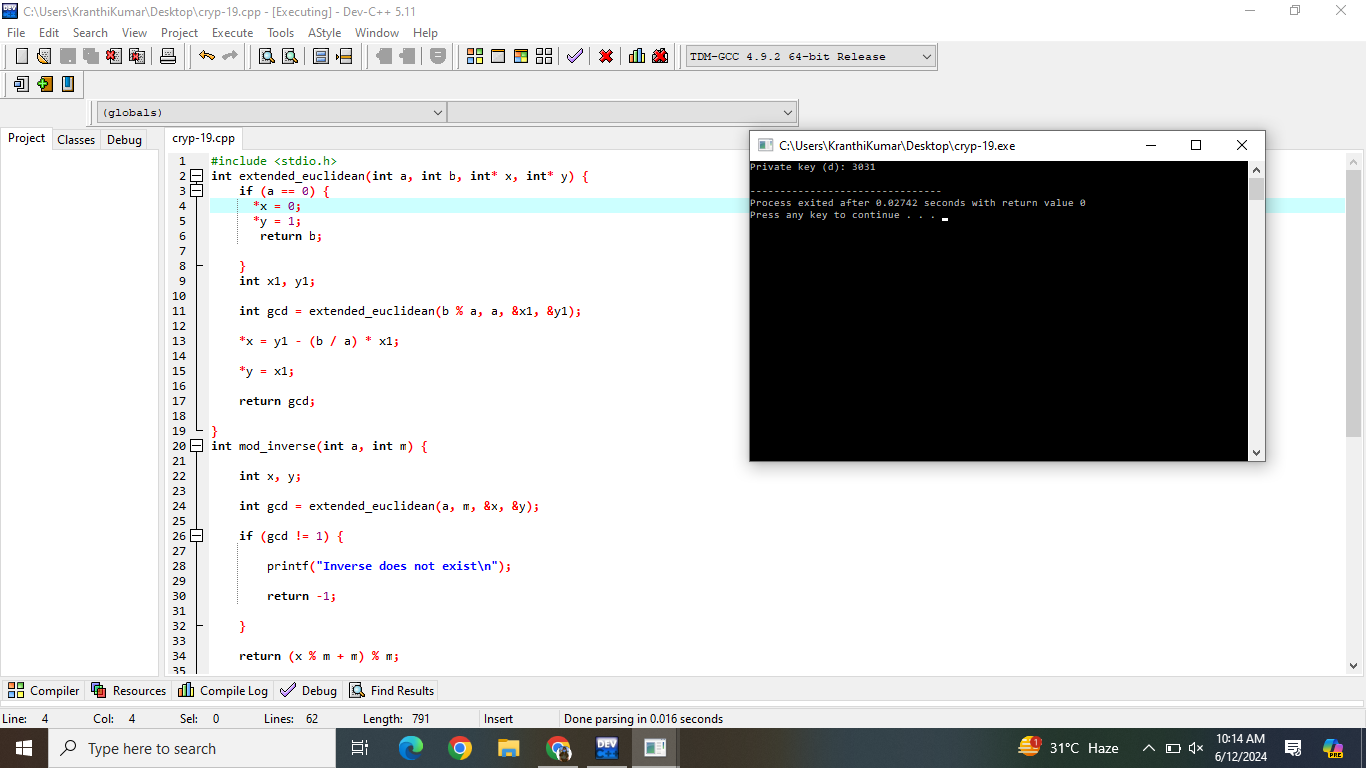 C:\Users\KranthiKumar\Desktop\cryp-19.cpp - [Executing] - Dev-C++ 5.11
File Edit Search View Project Execute Tools AStyle Window Help
TDM-GCC 4.9.2 64-bit Release
(globals)
Project Classes Debug
cryp-19.cpp
1 #include <stdio.h>
2 int extended_euclidean(int a, int b, int* x, int* y) {
3 if (a == 0) {
4 *x = 0;
5 *y = 1;
6 return b;
7
8 }
9 int x1, y1;
10
11 int gcd = extended_euclidean(b % a, a, &x1, &y1);
12
13 *x = y1 - (b / a) * x1;
14
15 *y = x1;
16
17 return gcd;
18
19 }
20 int mod_inverse(int a, int m) {
21
22 int x, y;
23
24 int gcd = extended_euclidean(a, m, &x, &y);
25
26 if (gcd != 1) {
27
28 printf("Inverse does not exist\n");
29
30 return -1;
31
32 }
33
34 return (x % m + m) % m;
35
C:\Users\KranthiKumar\Desktop\cryp-19.exe
Private key (d): 3031
--------------------------------
Process exited after 0.02742 seconds with return value 0
Press any key to continue . . .
Compiler Resources Compile Log Debug Find Results
Line: 4 Col: 4 Sel: 0 Lines: 62 Length: 791 Insert Done parsing in 0.016 seconds
Type here to search
DEV
1
31°C Haze
PRE
10:14 AM
6/12/2024